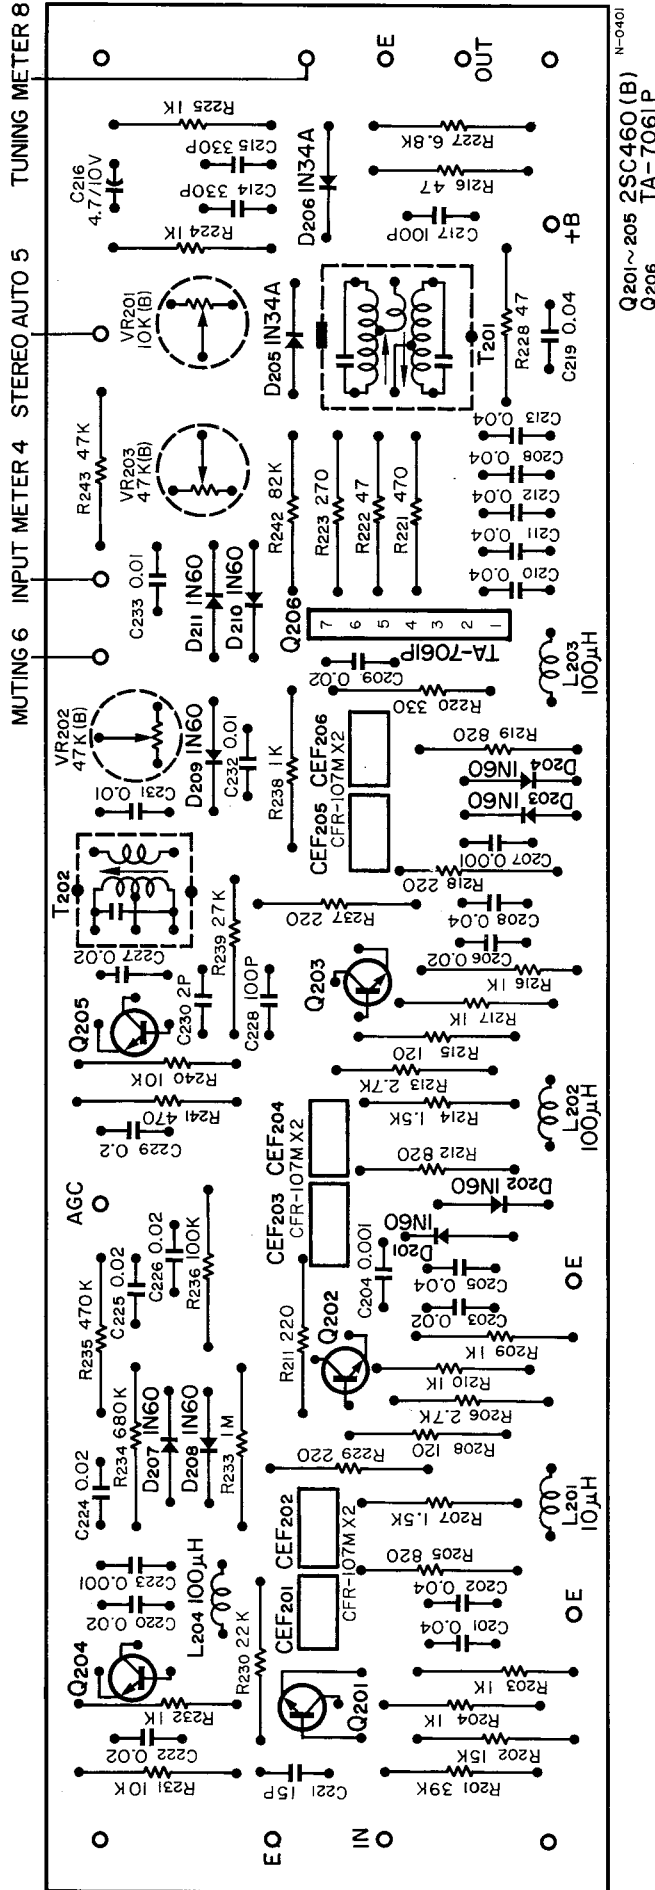 TUNING METER 8
STEREO AUTO 5
INPUT METER 4
MUTING 6
N-0401
Q201~205 2SC460 (B)
Q206 TA-7061P
E
OUT
R225 1K
C216 4.7/10V
C215 330P
C214 330P
R224 1K
D206 IN34A
R227 6.8K
R216 47
C217 100P
+B
VR201 10K(B)
D205 IN34A
T201
R228 47
C219 0.04
R243 47K
VR203 47K(B)
R242 82K
R223 270
R222 47
R221 470
C213 0.04
C208 0.04
C212 0.04
C211 0.04
C210 0.04
C233 0.01
D211 IN60
D210 IN60
Q206
7 6 5 4 3 2 1
TA-7061P
C209 0.02
R220 330
L203 100μH
VR202 47K(B)
C231 0.01
D209 IN60
C232 0.01
R238 1K
CEF206
CEF205
CFR-107M X2
R219 820
D204 IN60
D203 IN60
C207 0.001
R218 220
T202
C227 0.02
R239 27K
R237 220
C208 0.04
C206 0.02
R216 1K
Q205
C230 2P
C228 100P
Q203
R217 1K
R215 120
R240 10K
R241 470
C229 0.2
R213 2.7K
R214 1.5K
L202 100μH
CEF204
CEF203
CFR-107M X2
R212 820
D202 IN60
D201 IN60
AGC
R235 470K
C225 0.02
C226 0.02
R236 100K
C204 0.001
C205 0.04
C203 0.02
E
R211 220
Q202
R209 1K
R210 1K
R206 2.7K
R208 120
R234 680K
D207 IN60
D208 IN60
R233 1M
C224 0.02
R229 220
CEF202
CEF201
CFR-107M X2
R207 1.5K
L201 10μH
R205 820
C202 0.04
C201 0.04
E
C223 0.001
C220 0.02
L204 100μH
Q204
R230 22K
Q201
R203 1K
R204 1K
R202 15K
R201 39K
R232 1K
C222 0.02
R231 10K
C221 15P
E
IN